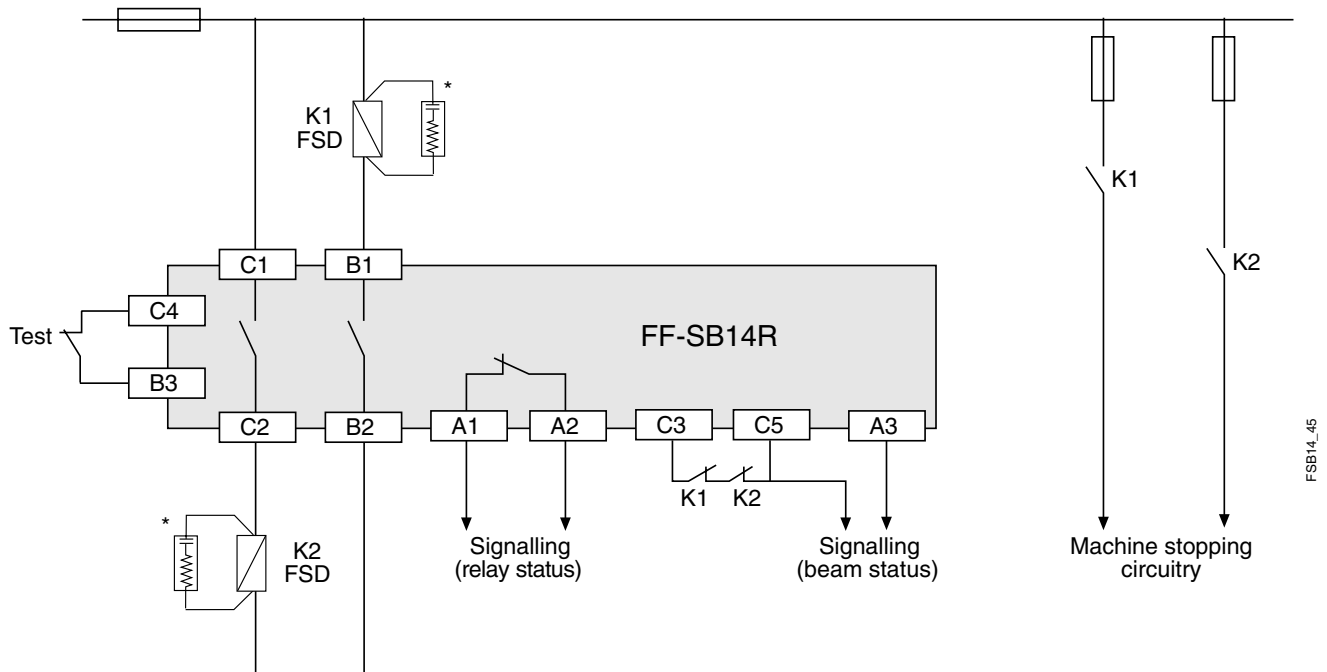 *
K1
FSD
K1
K2
C1
B1
C4
Test
FF-SB14R
B3
C2
B2
A1
A2
C3
C5
A3
K1
K2
*
K2
FSD
Signalling
(relay status)
Signalling
(beam status)
Machine stopping
circuitry
FSB14_45